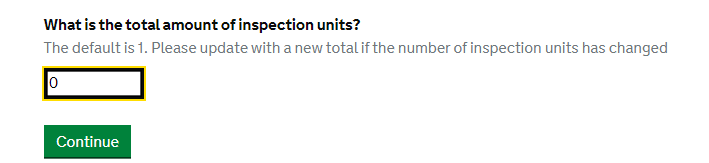 What is the total amount of inspection units?
The default is 1. Please update with a new total if the number of inspection units has changed
0
Continue